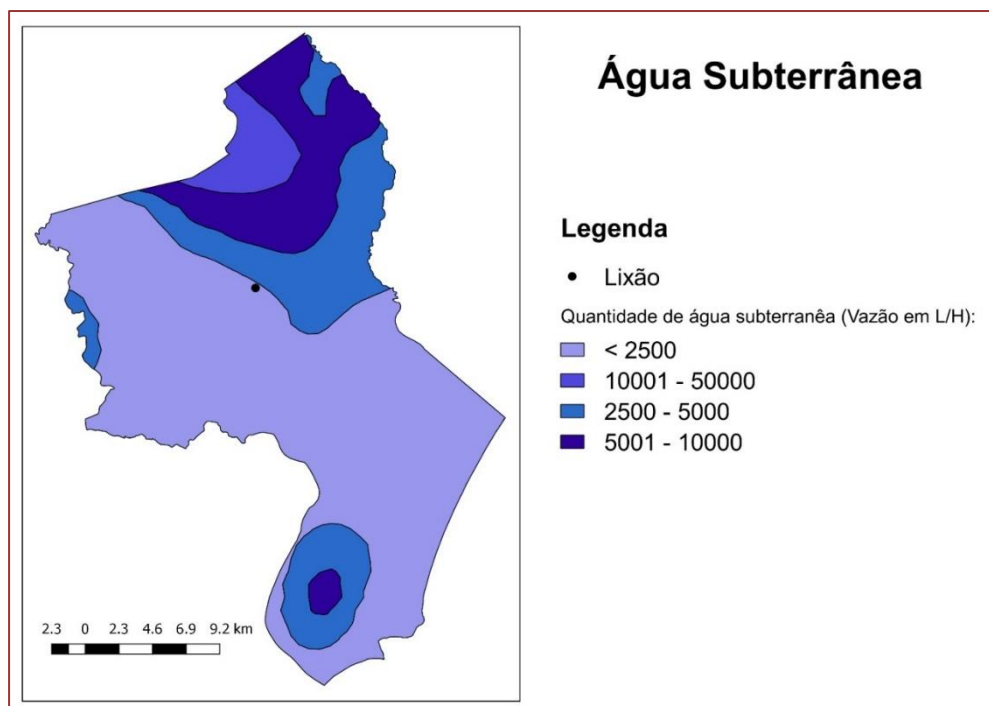 Água Subterrânea
Legenda
Lixão
Quantidade de água subterranêa (Vazão em L/H):
< 2500
10001 - 50000
2500 - 5000
5001 - 10000
2.3 0 2.3 4.6 6.9 9.2 km